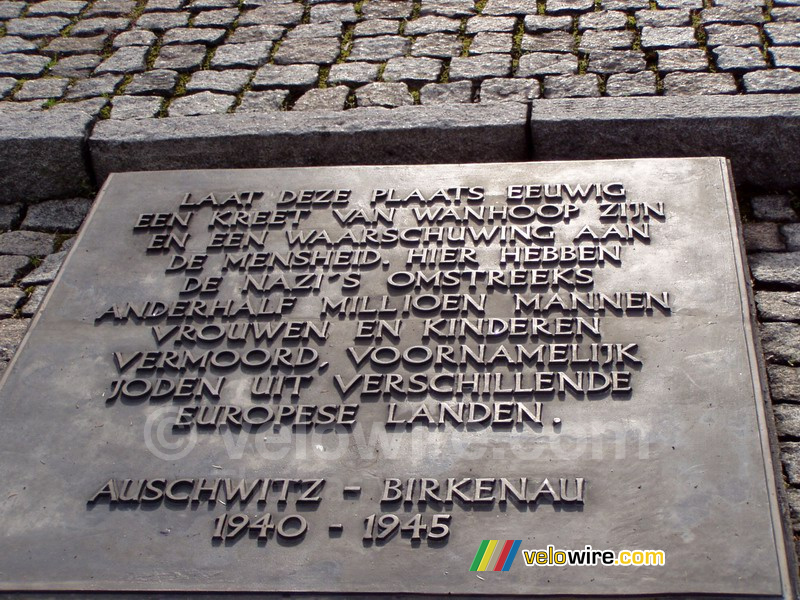 LAAT DEZE PLAATS EEUWIG
EEN KREET VAN WANHOOP ZIJN
EN EEN WAARSCHUWING AAN
DE MENSHEID. HIER HEBBEN
DE NAZI'S OMSTREEKS
ANDERHALF MILLIOEN MANNEN
VROUWEN EN KINDEREN
VERMOORD, VOORNAMELIJK
JODEN UIT VERSCHILLENDE
EUROPESE LANDEN.
© velowire.com
AUSCHWITZ - BIRKENAU
1940 - 1945
velowire.com